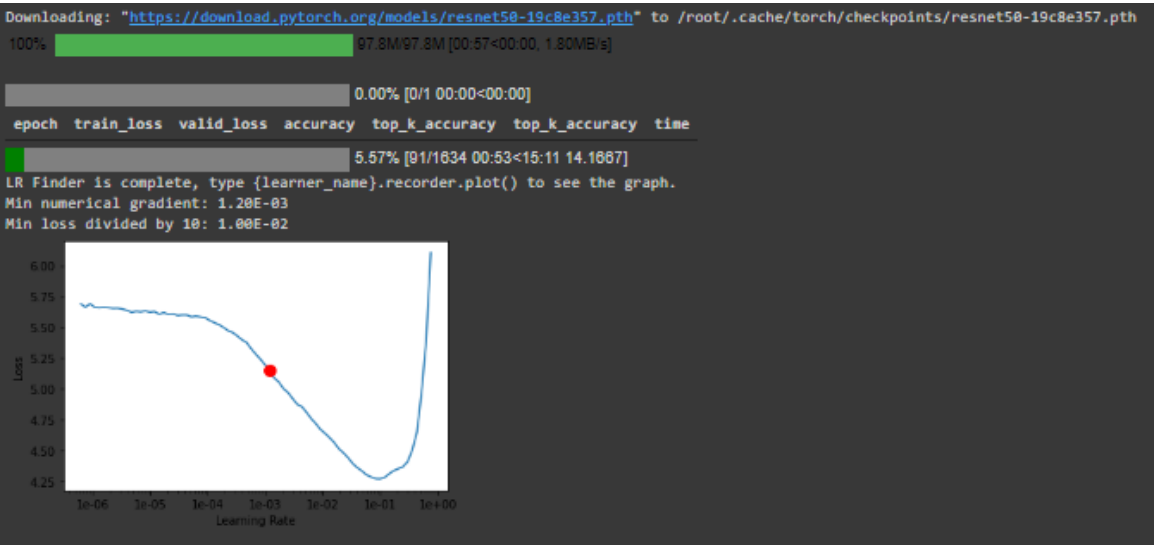 Downloading: "https://download.pytorch.org/models/resnet50-19c8e357.pth" to /root/.cache/torch/checkpoints/resnet50-19c8e357.pth
100% 97.8M/97.8M [00:57<00:00, 1.80MB/s]
0.00% [0/1 00:00<00:00]
epoch train_loss valid_loss accuracy top_k_accuracy top_k_accuracy time
5.57% [91/1634 00:53<15:11 14.1667]
LR Finder is complete, type {learner_name}.recorder.plot() to see the graph.
Min numerical gradient: 1.20E-03
Min loss divided by 10: 1.00E-02
6.00
5.75
5.50
5.25
5.00
4.75
4.50
4.25
Loss
1e-06 1e-05 1e-04 1e-03 1e-02 1e-01 1e+00
Learning Rate